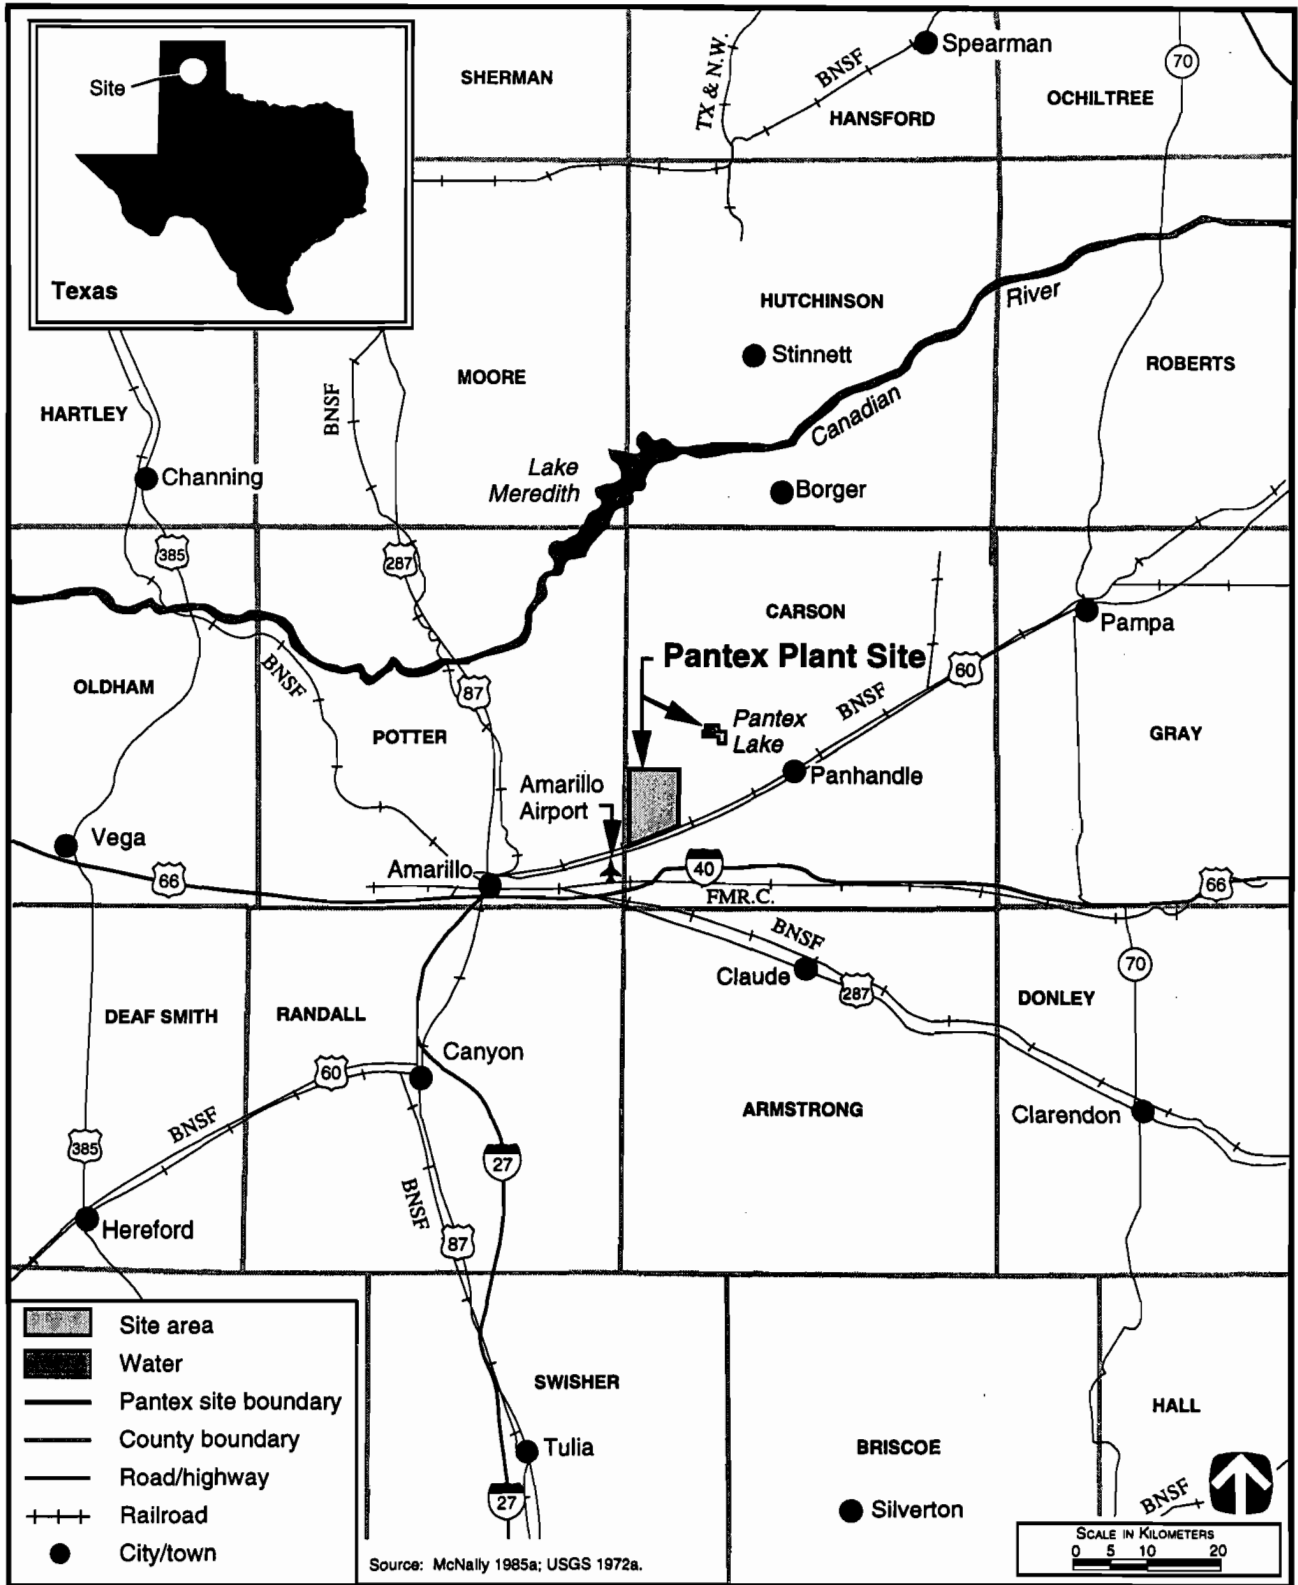 Site
Texas
SHERMAN
TX & N.W.
BNSF
Spearman
HANSFORD
70
OCHILTREE
HUTCHINSON
River
Stinnett
ROBERTS
MOORE
BNSF
HARTLEY
Canadian
Channing
Lake
Meredith
Borger
385
287
CARSON
Pampa
Pantex Plant Site
60
BNSF
OLDHAM
BNSF
87
POTTER
Pantex
Lake
GRAY
Panhandle
Amarillo
Airport
Vega
Amarillo
40
66
66
FMR.C.
BNSF
Claude
287
70
DONLEY
DEAF SMITH
RANDALL
Canyon
60
ARMSTRONG
Clarendon
BNSF
385
27
BNSF
Hereford
87
Site area
Water
Pantex site boundary
County boundary
Road/highway
Railroad
City/town
SWISHER
HALL
Tulia
BRISCOE
27
Silverton
BNSF
Source: McNally 1985a; USGS 1972a.
SCALE IN KILOMETERS
0 5 10 20